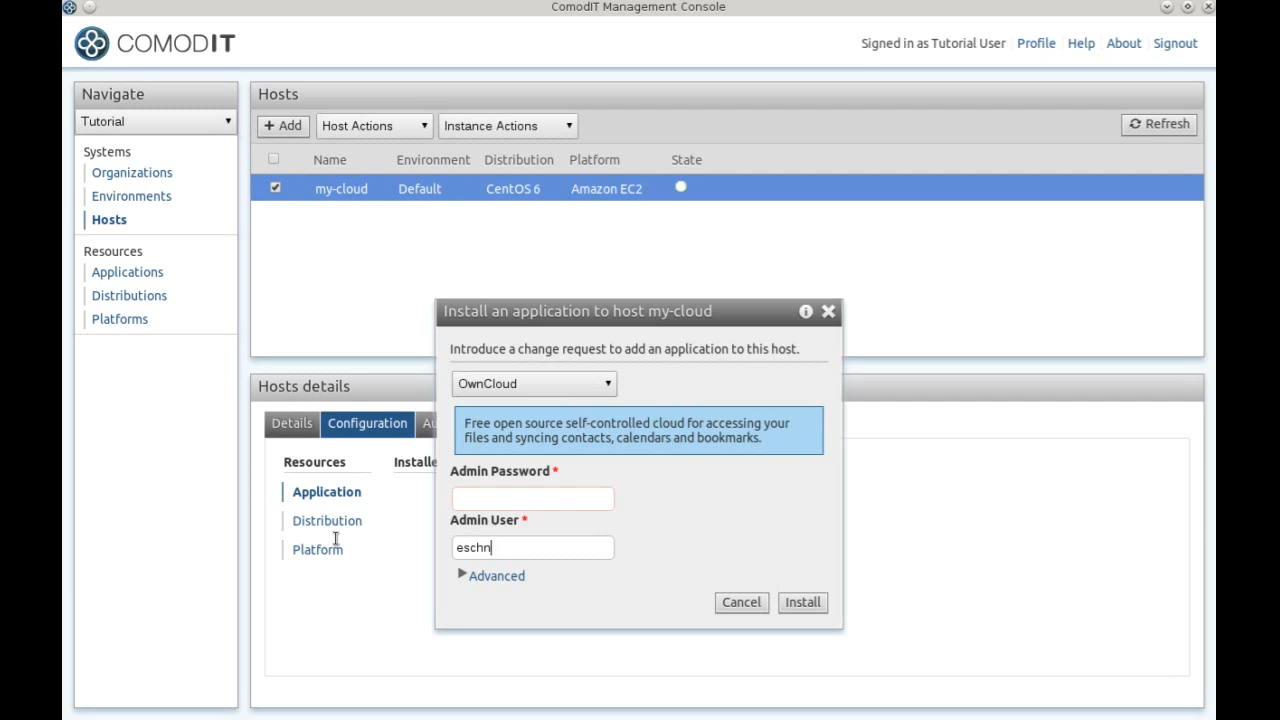 ComodIT Management Console
COMODIT
Signed in as Tutorial User Profile Help About Signout
Navigate
Tutorial
Systems
Organizations
Environments
Hosts
Resources
Applications
Distributions
Platforms
Hosts
+ Add Host Actions Instance Actions Refresh
Name Environment Distribution Platform State
my-cloud Default CentOS 6 Amazon EC2
Hosts details
Details Configuration Au
Resources Installe
Application
Distribution
Platform
Install an application to host my-cloud
Introduce a change request to add an application to this host.
OwnCloud
Free open source self-controlled cloud for accessing your
files and syncing contacts, calendars and bookmarks.
Admin Password *
Admin User *
eschn
Advanced
Cancel Install